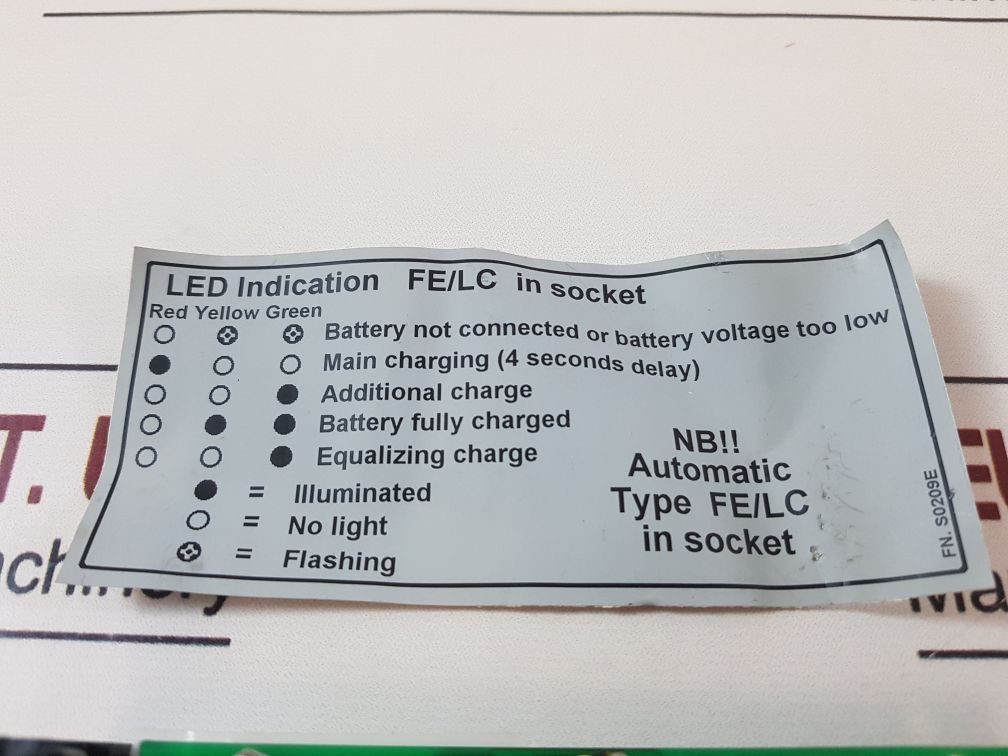 LED Indication FE/LC in socket
Red Yellow Green
Battery not connected or battery voltage too low
Main charging (4 seconds delay)
Additional charge
Battery fully charged
Equalizing charge
= Illuminated
= No light
= Flashing
NB!!
Automatic
Type FE/LC
in socket
FN. S0209E
T.